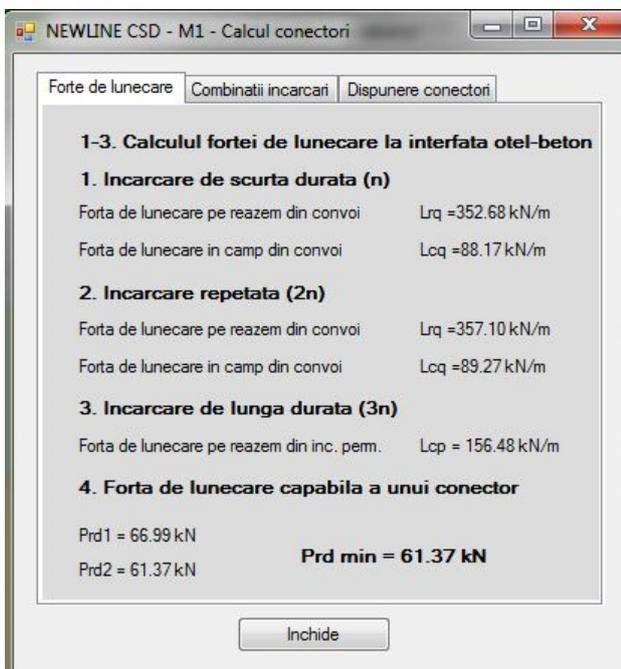 NEWLINE CSD - M1 - Calcul conectori
Forte de lunecare Combinatii incarcari Dispunere conectori
1-3. Calculul fortei de lunecare la interfata otel-beton
1. Incarcare de scurta durata (n)
Forta de lunecare pe reazem din convoi Lrq =352.68 kN/m
Forta de lunecare in camp din convoi Lcq =88.17 kN/m
2. Incarcare repetata (2n)
Forta de lunecare pe reazem din convoi Lrq =357.10 kN/m
Forta de lunecare in camp din convoi Lcq =89.27 kN/m
3. Incarcare de lunga durata (3n)
Forta de lunecare pe reazem din inc. perm. Lcp = 156.48 kN/m
4. Forta de lunecare capabila a unui conector
Prd1 = 66.99 kN
Prd2 = 61.37 kN
Prd min = 61.37 kN
Inchide